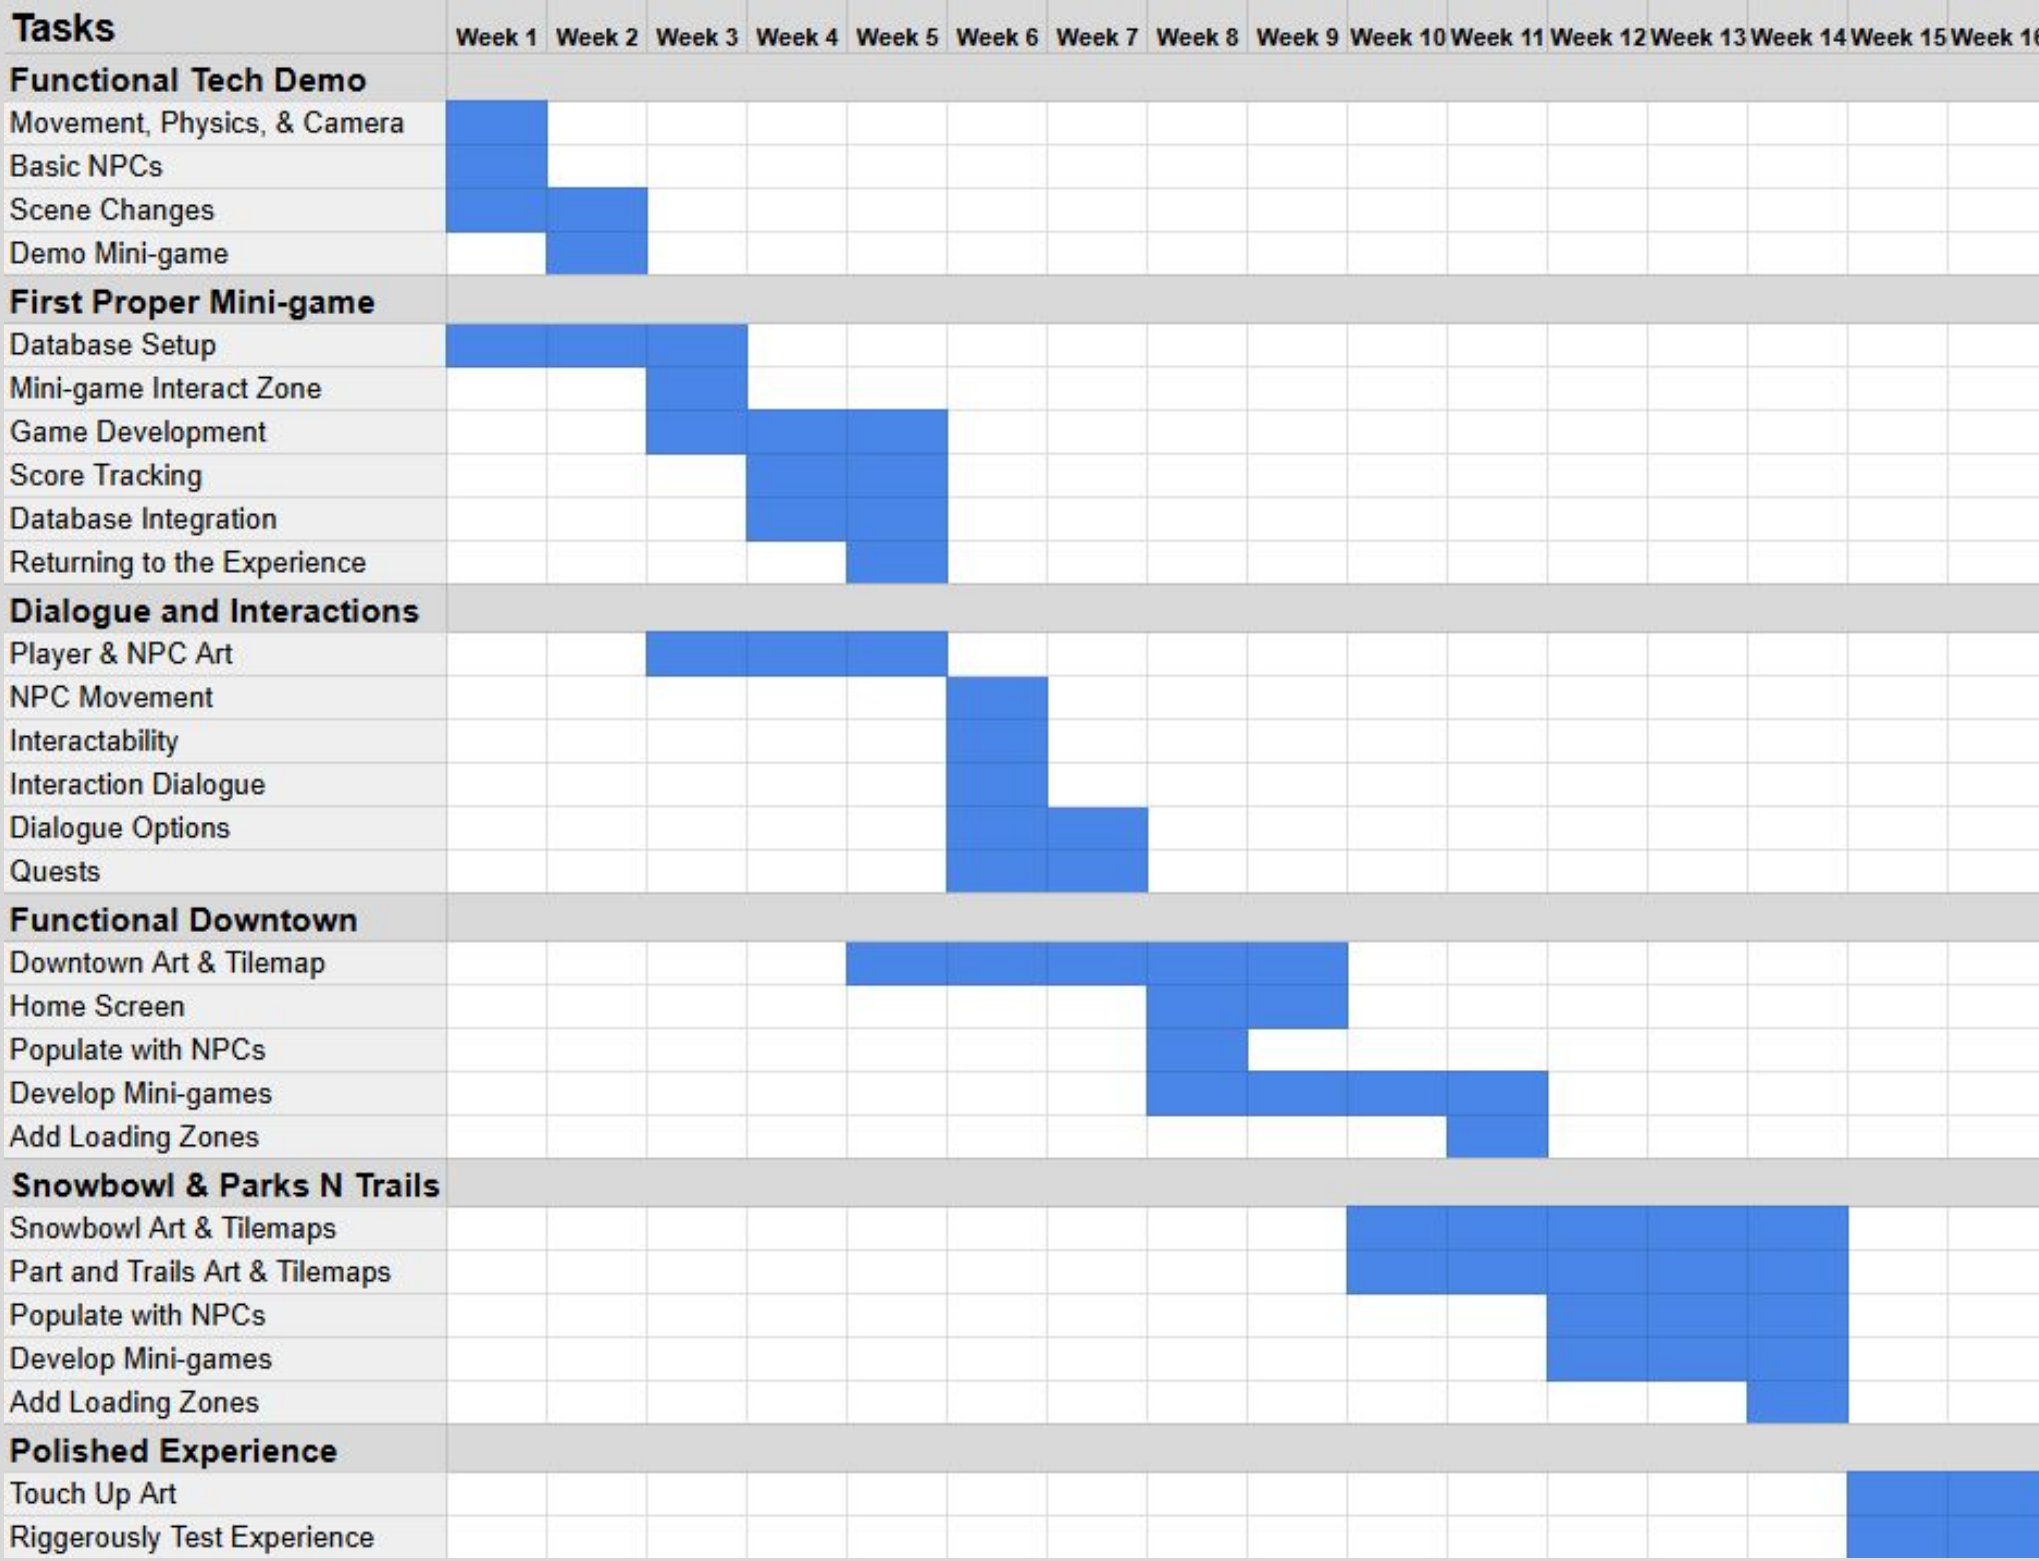 Tasks Week 1 Week 2 Week 3 Week 4 Week 5 Week 6 Week 7 Week 8 Week 9 Week 10 Week 11 Week 12 Week 13 Week 14 Week 15 Week 16
Functional Tech Demo
Movement, Physics, & Camera
Basic NPCs
Scene Changes
Demo Mini-game
First Proper Mini-game
Database Setup
Mini-game Interact Zone
Game Development
Score Tracking
Database Integration
Returning to the Experience
Dialogue and Interactions
Player & NPC Art
NPC Movement
Interactability
Interaction Dialogue
Dialogue Options
Quests
Functional Downtown
Downtown Art & Tilemap
Home Screen
Populate with NPCs
Develop Mini-games
Add Loading Zones
Snowbowl & Parks N Trails
Snowbowl Art & Tilemaps
Part and Trails Art & Tilemaps
Populate with NPCs
Develop Mini-games
Add Loading Zones
Polished Experience
Touch Up Art
Riggerously Test Experience